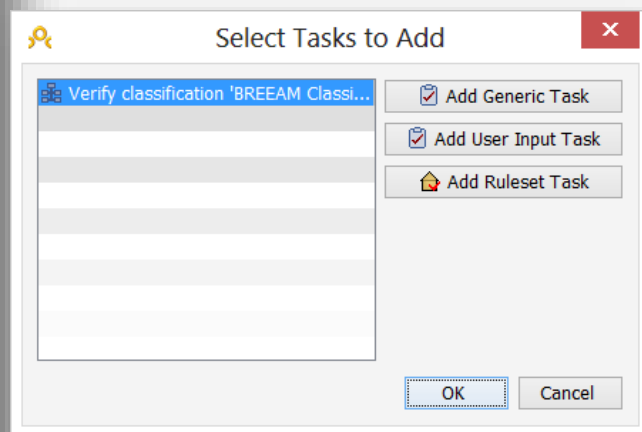 Select Tasks to Add
Verify classification 'BREEAM Classi...
Add Generic Task
Add User Input Task
Add Ruleset Task
OK
Cancel